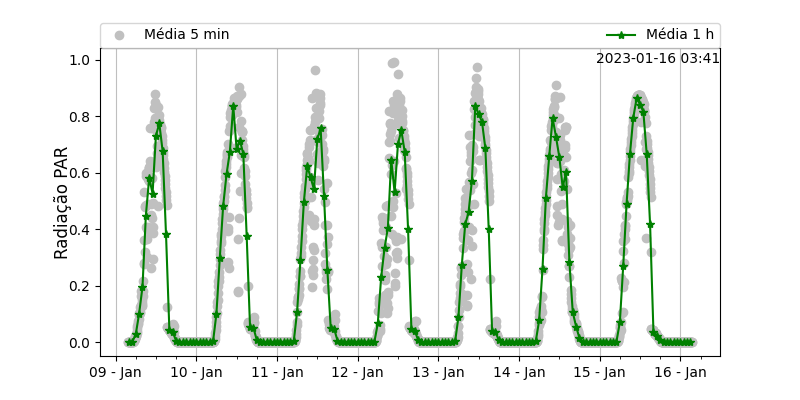 Média 5 min
Média 1 h
2023-01-16 03:41
Radiação PAR
1.0
0.8
0.6
0.4
0.2
0.0
09 - Jan
10 - Jan
11 - Jan
12 - Jan
13 - Jan
14 - Jan
15 - Jan
16 - Jan